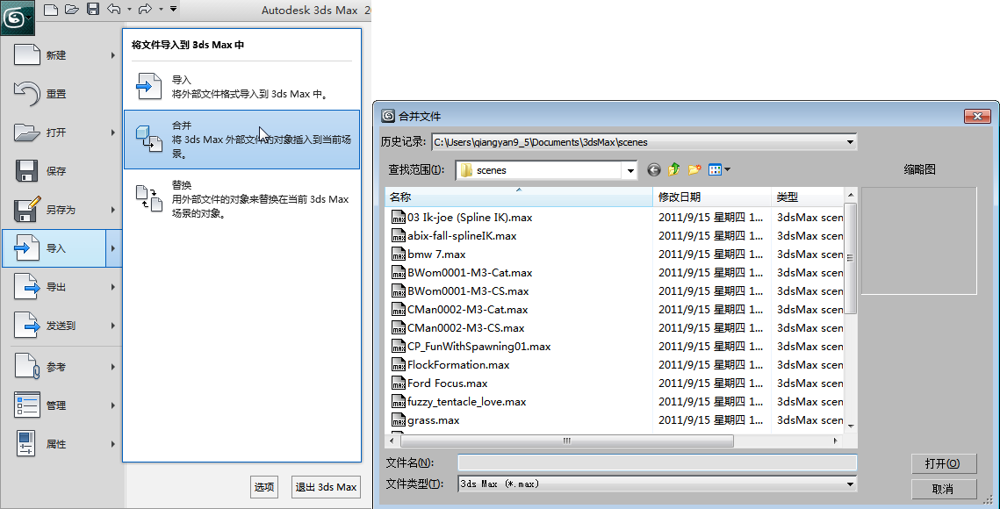 Autodesk 3ds Max 2
新建
重置
打开
保存
另存为
导入
导出
发送到
参考
管理
属性
将文件导入到 3ds Max 中
导入
将外部文件格式导入到 3ds Max 中。
合并
将 3ds Max 外部文件的对象插入到当前场
景。
替换
用外部文件的对象来替换在当前 3ds Max
场景的对象。
选项
退出 3ds Max
合并文件
历史记录: C:\Users\qiangyan9_5\Documents\3dsMax\scenes
查找范围(I): scenes
缩略图
名称 修改日期 类型
03 Ik-joe (Spline IK).max 2011/9/15 星期四 1... 3dsMax scen
abix-fall-splineIK.max 2011/9/15 星期四 1... 3dsMax scen
bmw 7.max 2011/9/15 星期四 1... 3dsMax scen
BWom0001-M3-Cat.max 2011/9/15 星期四 1... 3dsMax scen
BWom0001-M3-CS.max 2011/9/15 星期四 1... 3dsMax scen
CMan0002-M3-Cat.max 2011/9/15 星期四 1... 3dsMax scen
CMan0002-M3-CS.max 2011/9/15 星期四 1... 3dsMax scen
CP_FunWithSpawning01.max 2011/9/15 星期四 1... 3dsMax scen
FlockFormation.max 2011/9/15 星期四 1... 3dsMax scen
Ford Focus.max 2011/9/15 星期四 1... 3dsMax scen
fuzzy_tentacle_love.max 2011/9/15 星期四 1... 3dsMax scen
grass.max 2011/9/15 星期四 1... 3dsMax scen
文件名(N): 打开(O)
文件类型(T): 3ds Max (*.max) 取消